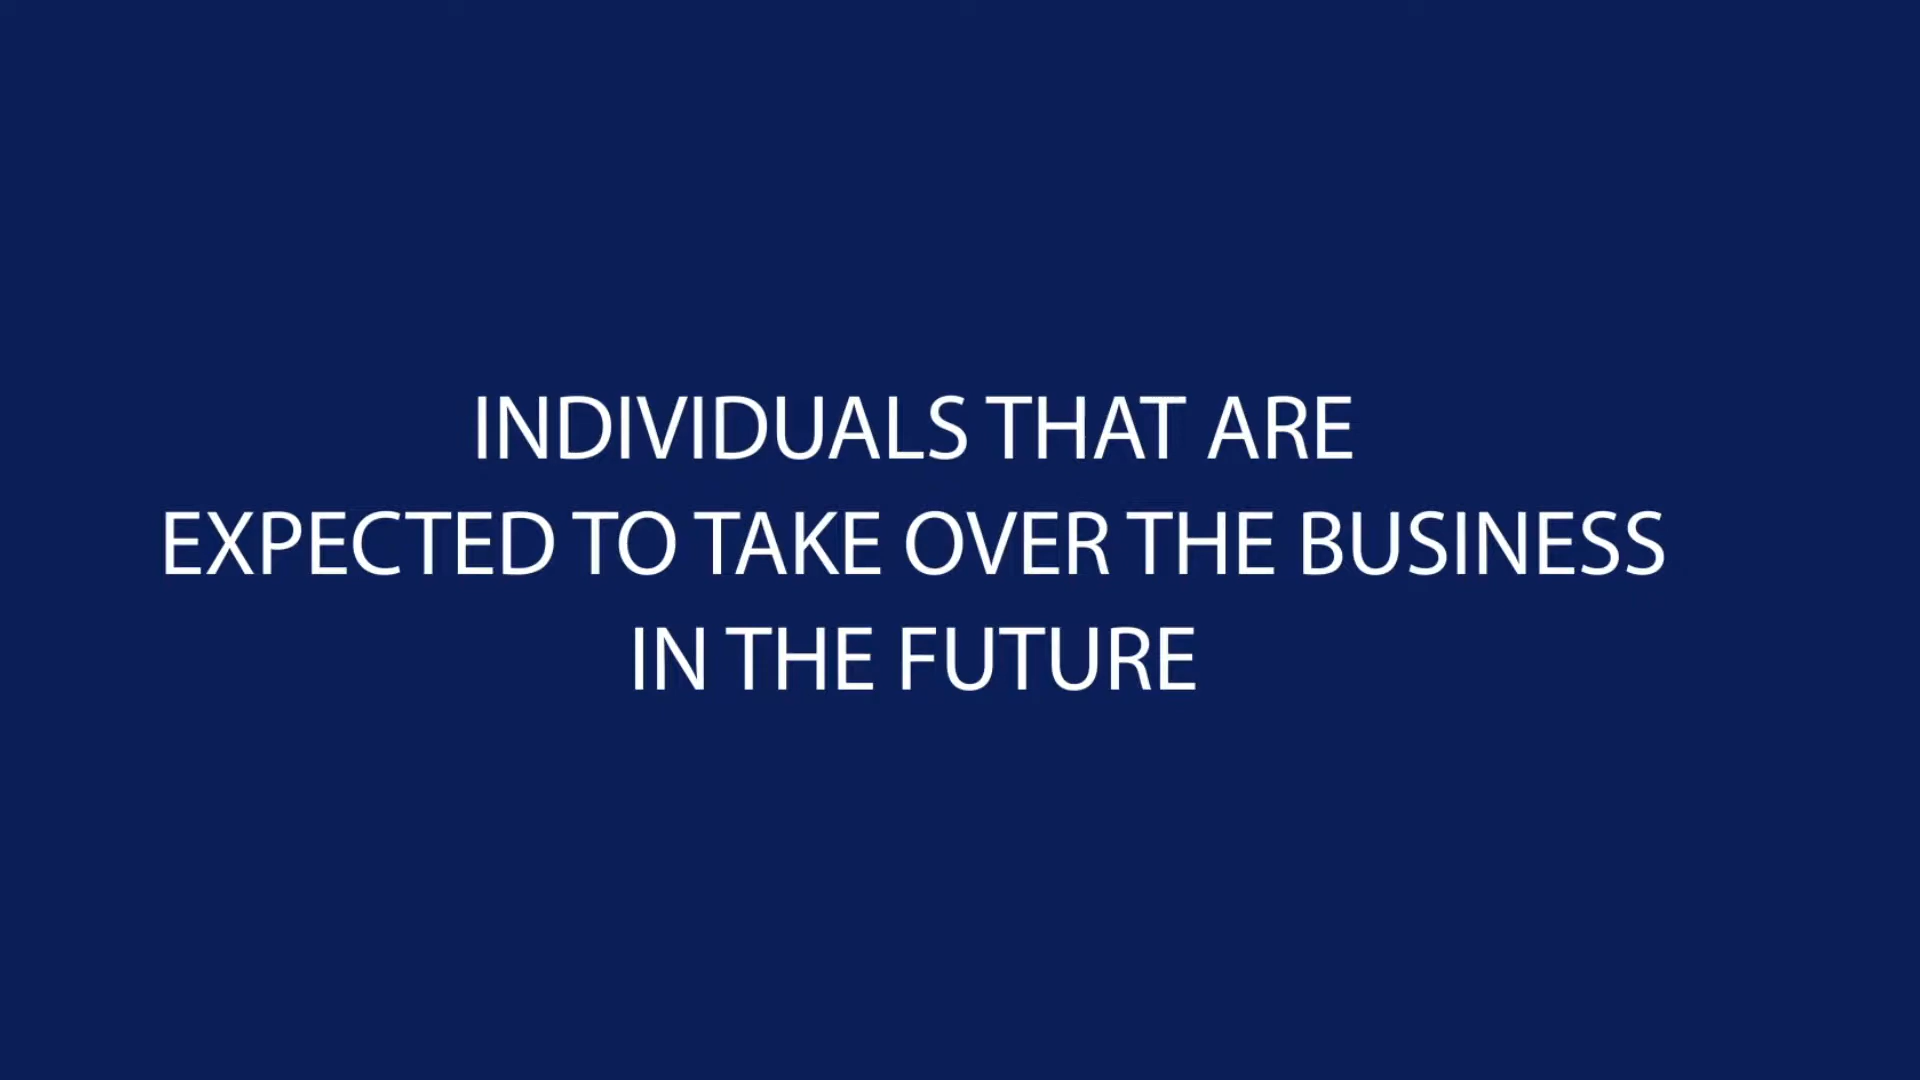 INDIVIDUALS THAT ARE
EXPECTED TO TAKE OVER THE BUSINESS
IN THE FUTURE